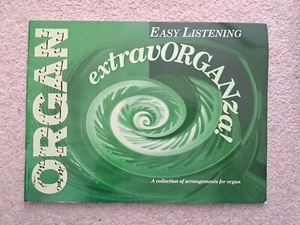 ORGAN
EASY LISTENING
extravORGANza!
A collection of arrangements for organ